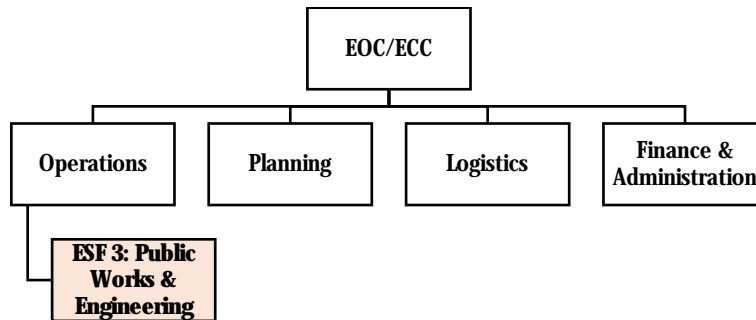 EOC/ECC
Operations
Planning
Logistics
Finance &
Administration
ESF 3: Public
Works &
Engineering